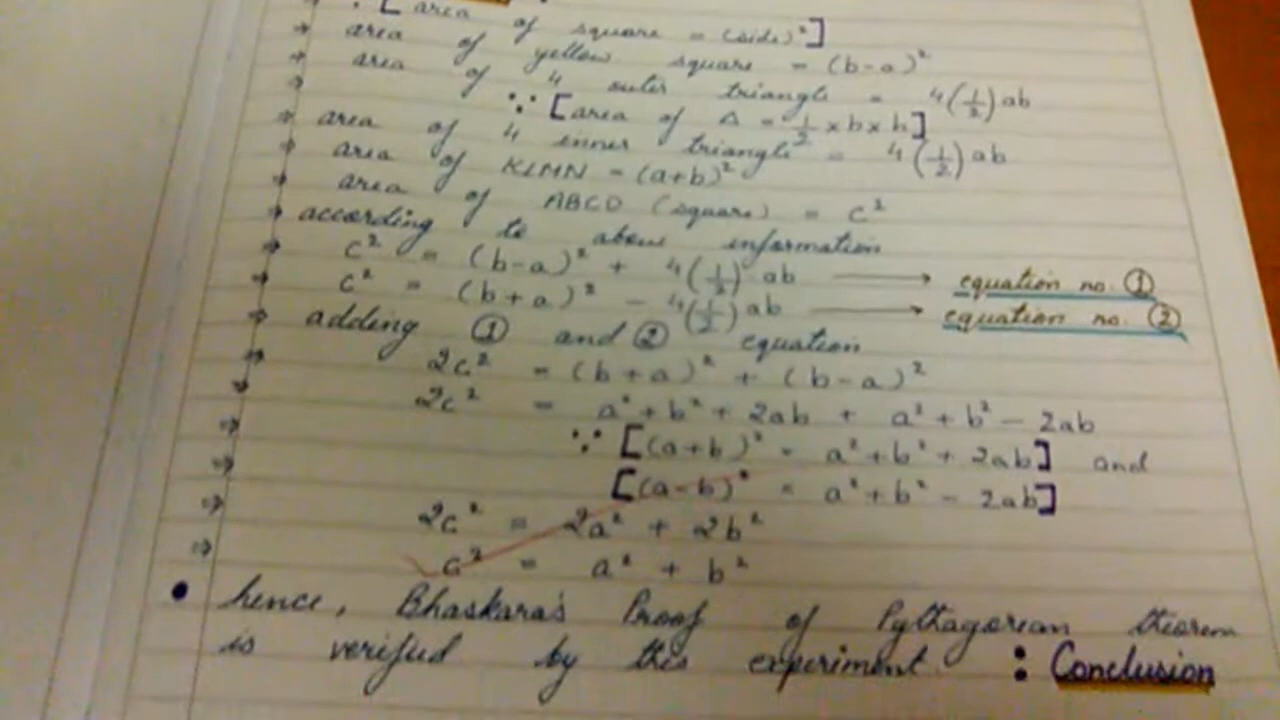 ∵ [area of square = (side)²]
⇒ area of yellow square = (b-a)²
⇒ area of 4 outer triangle = 4(1/2)ab
⇒ ∵ [area of Δ = 1/2 × b × h]
⇒ area of 4 inner triangle = 4(1/2)ab
⇒ area of KLMN = (a+b)²
⇒ area of ABCD (square) = c²
⇒ according to above information
⇒ c² = (b-a)² + 4(1/2)ab → equation no. ①
⇒ c² = (b+a)² - 4(1/2)ab → equation no. ②
⇒ adding ① and ② equation
⇒ 2c² = (b+a)² + (b-a)²
⇒ 2c² = a²+b²+2ab + a²+b²-2ab
⇒ ∵ [(a+b)² = a²+b²+2ab] and
⇒ [(a-b)² = a²+b²-2ab]
⇒ 2c² = 2a² + 2b²
⇒ c² = a² + b²
• hence, Bhaskara's Proof of Pythagorean theorem
is verified by this experiment : Conclusion